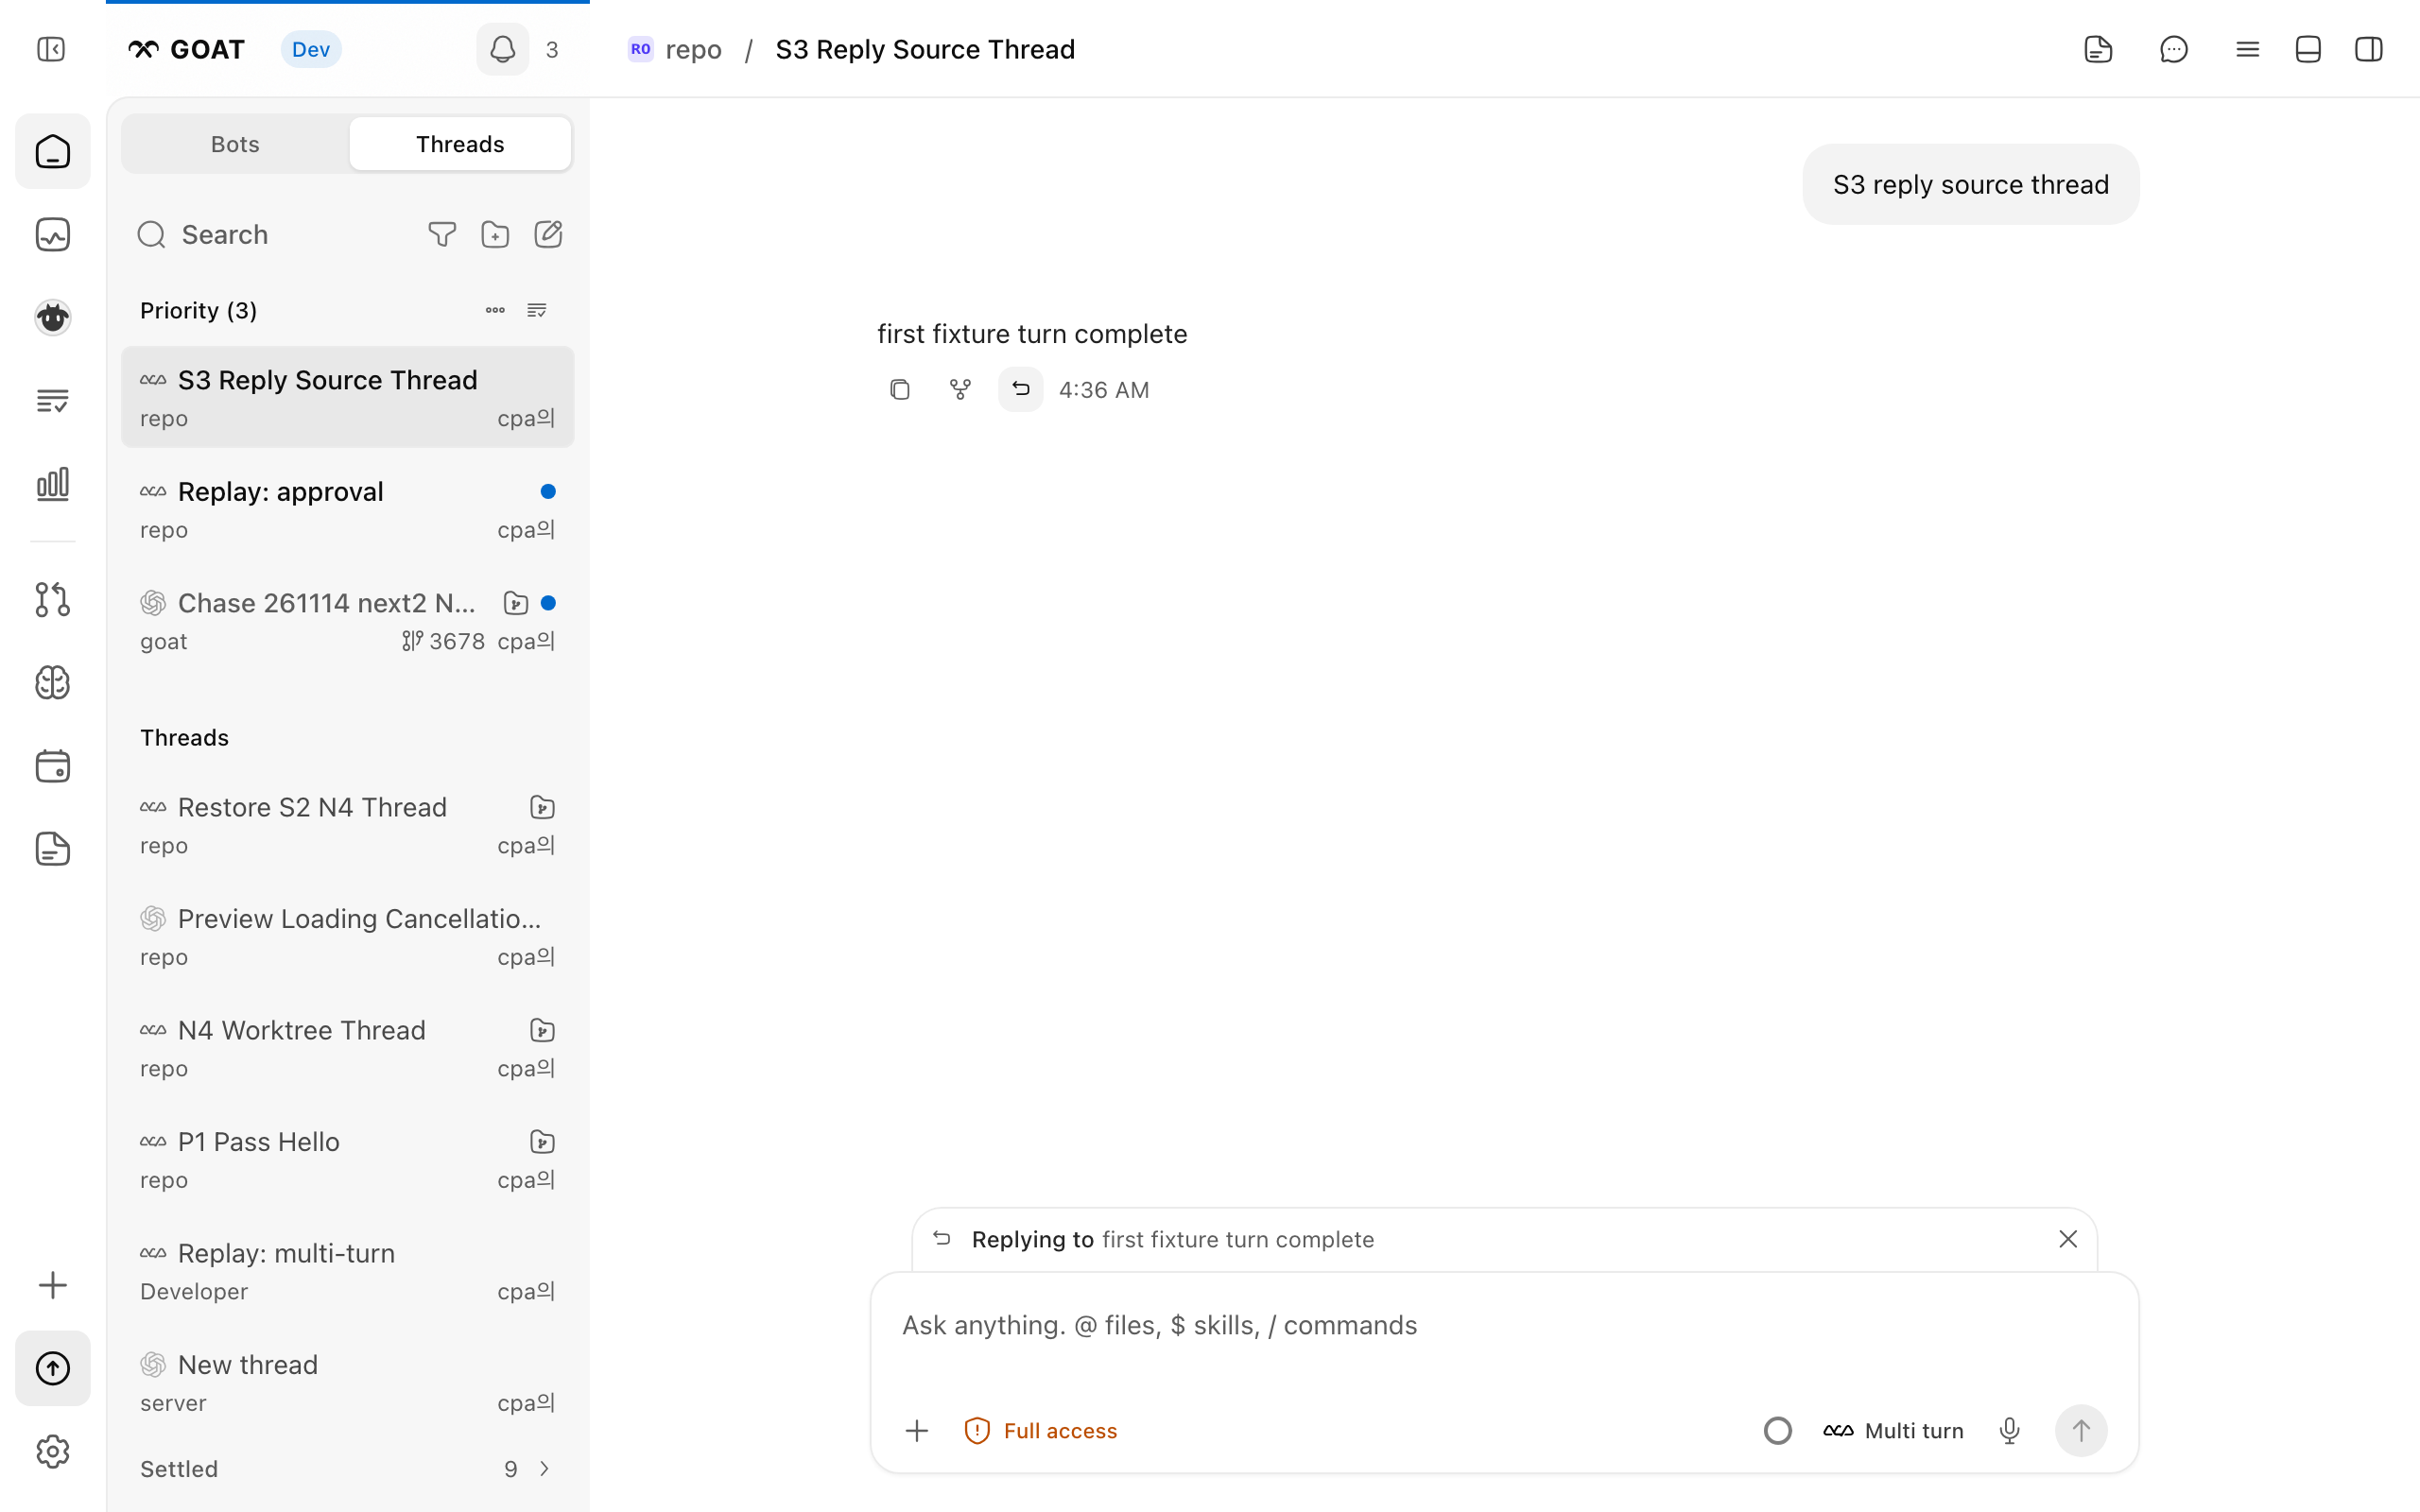 GOAT Dev 3
RO repo / S3 Reply Source Thread
Bots Threads
Search
Priority (3)
S3 Reply Source Thread
repo cpa의
Replay: approval
repo cpa의
Chase 261114 next2 N...
goat 3678 cpa의
Threads
Restore S2 N4 Thread
repo cpa의
Preview Loading Cancellatio...
repo cpa의
N4 Worktree Thread
repo cpa의
P1 Pass Hello
repo cpa의
Replay: multi-turn
Developer cpa의
New thread
server cpa의
Settled 9
S3 reply source thread
first fixture turn complete
4:36 AM
Replying to first fixture turn complete
Ask anything. @ files, $ skills, / commands
Full access Multi turn